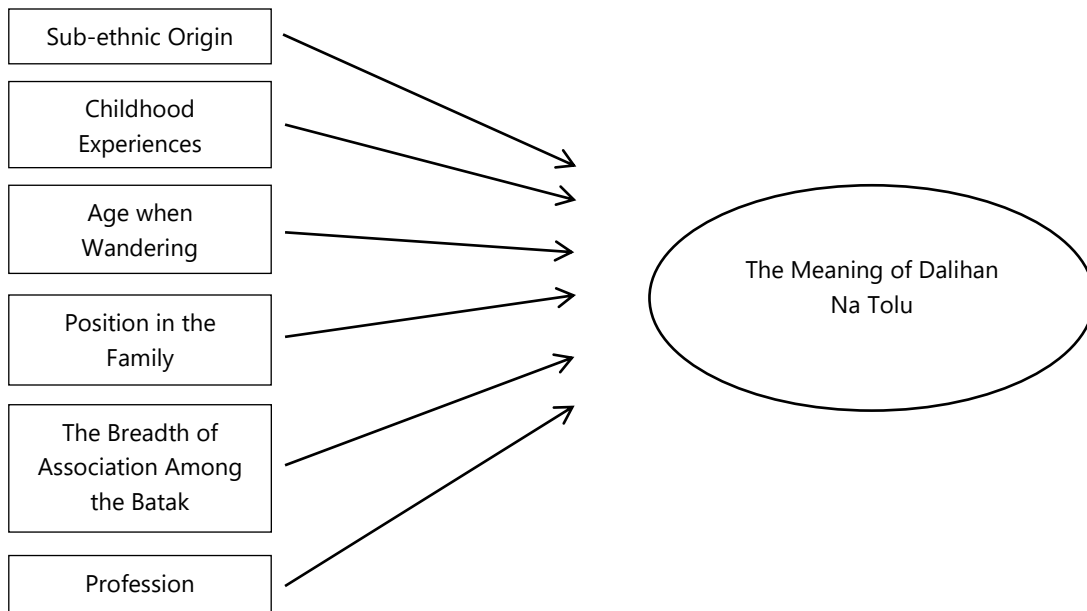 Sub-ethnic Origin
Childhood
Experiences
Age when
Wandering
Position in the
Family
The Breadth of
Association Among
the Batak
Profession
The Meaning of Dalihan
Na Tolu